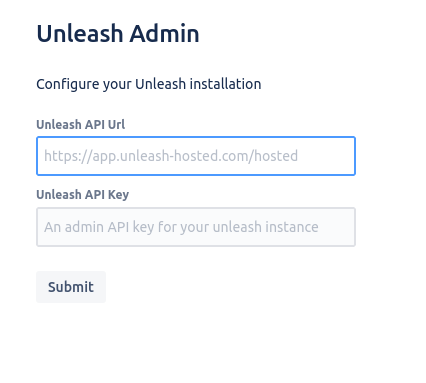 Unleash Admin
Configure your Unleash installation
Unleash API Url
https://app.unleash-hosted.com/hosted
Unleash API Key
An admin API key for your unleash instance
Submit